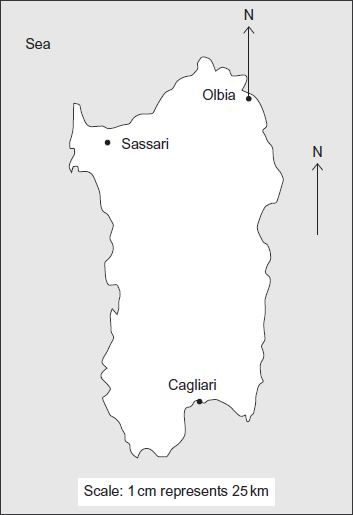 N
Sea
Olbia
Sassari
N
Cagliari
Scale: 1 cm represents 25 km